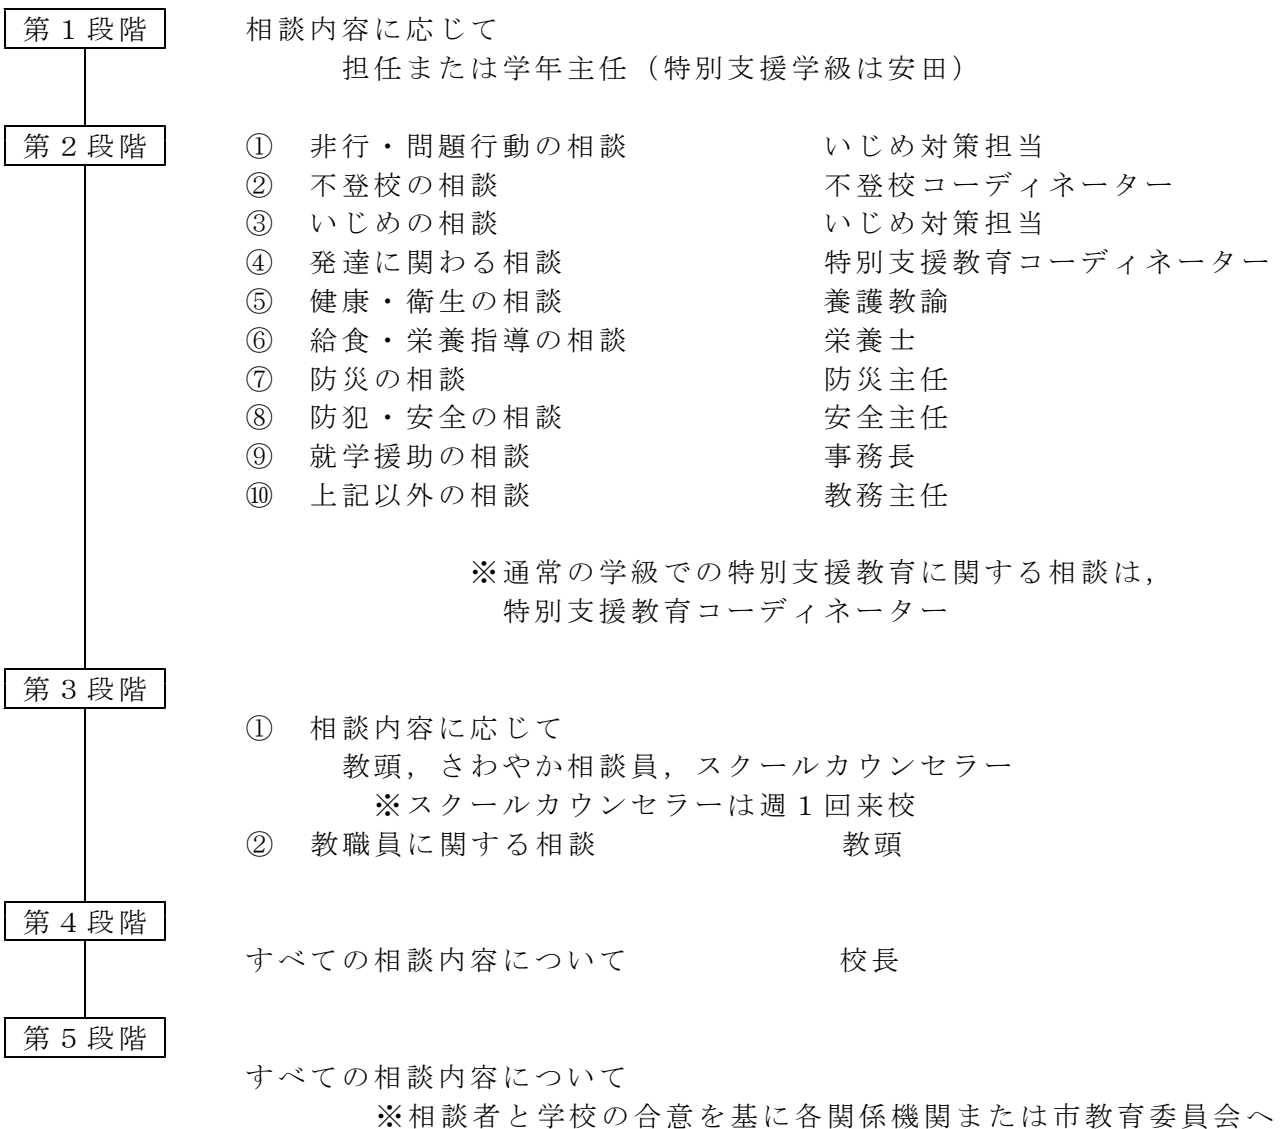 第１段階　相談内容に応じて
担任または学年主任（特別支援学級は安田）
第２段階　①　非行・問題行動の相談　いじめ対策担当
②　不登校の相談　不登校コーディネーター
③　いじめの相談　いじめ対策担当
④　発達に関わる相談　特別支援教育コーディネーター
⑤　健康・衛生の相談　養護教諭
⑥　給食・栄養指導の相談　栄養士
⑦　防災の相談　防災主任
⑧　防犯・安全の相談　安全主任
⑨　就学援助の相談　事務長
⑩　上記以外の相談　教務主任
※通常の学級での特別支援教育に関する相談は，
特別支援教育コーディネーター
第３段階
①　相談内容に応じて
教頭，さわやか相談員，スクールカウンセラー
※スクールカウンセラーは週１回来校
②　教職員に関する相談　教頭
第４段階
すべての相談内容について　校長
第５段階
すべての相談内容について
※相談者と学校の合意を基に各関係機関または市教育委員会へ